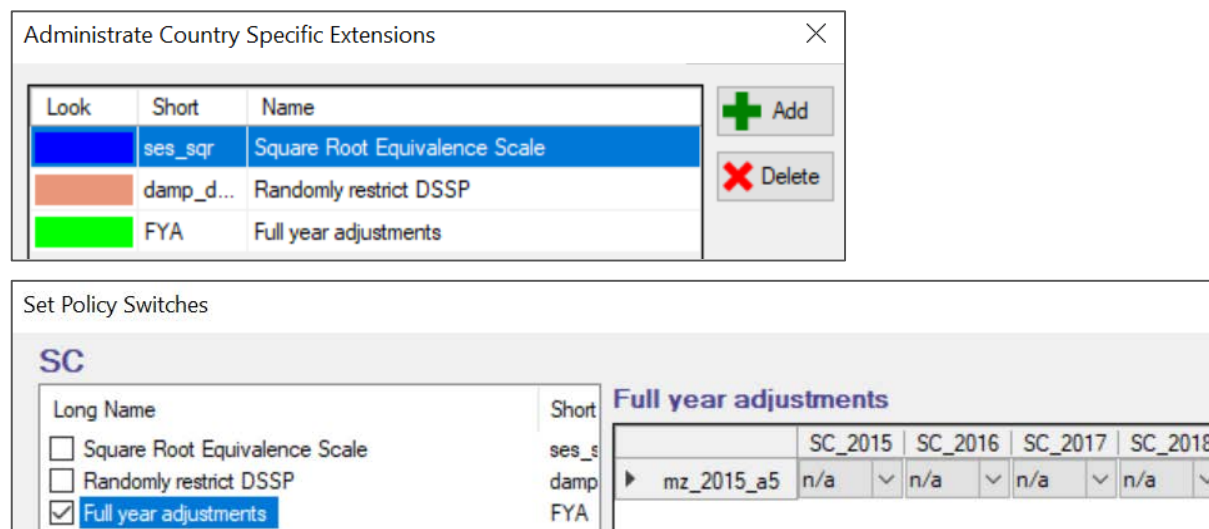 Administrate Country Specific Extensions
Look Short Name Add
ses_sqr Square Root Equivalence Scale
damp_d... Randomly restrict DSSP Delete
FYA Full year adjustments
Set Policy Switches
SC
Long Name Short Full year adjustments
Square Root Equivalence Scale ses_s SC_2015 SC_2016 SC_2017 SC_2018
Randomly restrict DSSP damp mz_2015_a5 n/a n/a n/a n/a
Full year adjustments FYA